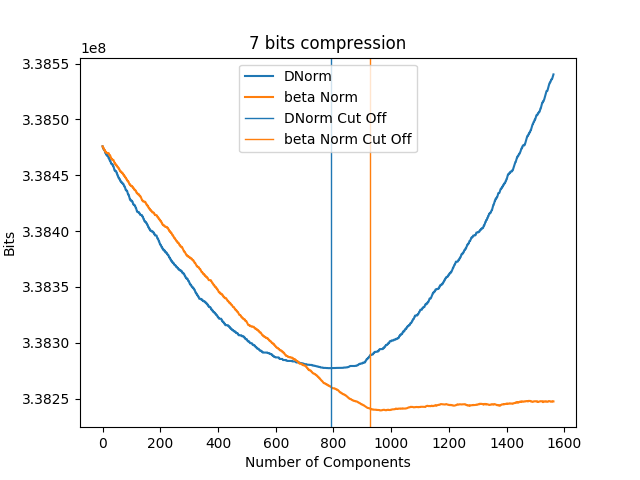 7 bits compression
1e8
3.3855
3.3850
3.3845
3.3840
3.3835
3.3830
3.3825
Bits
DNorm
beta Norm
DNorm Cut Off
beta Norm Cut Off
0 200 400 600 800 1000 1200 1400 1600
Number of Components